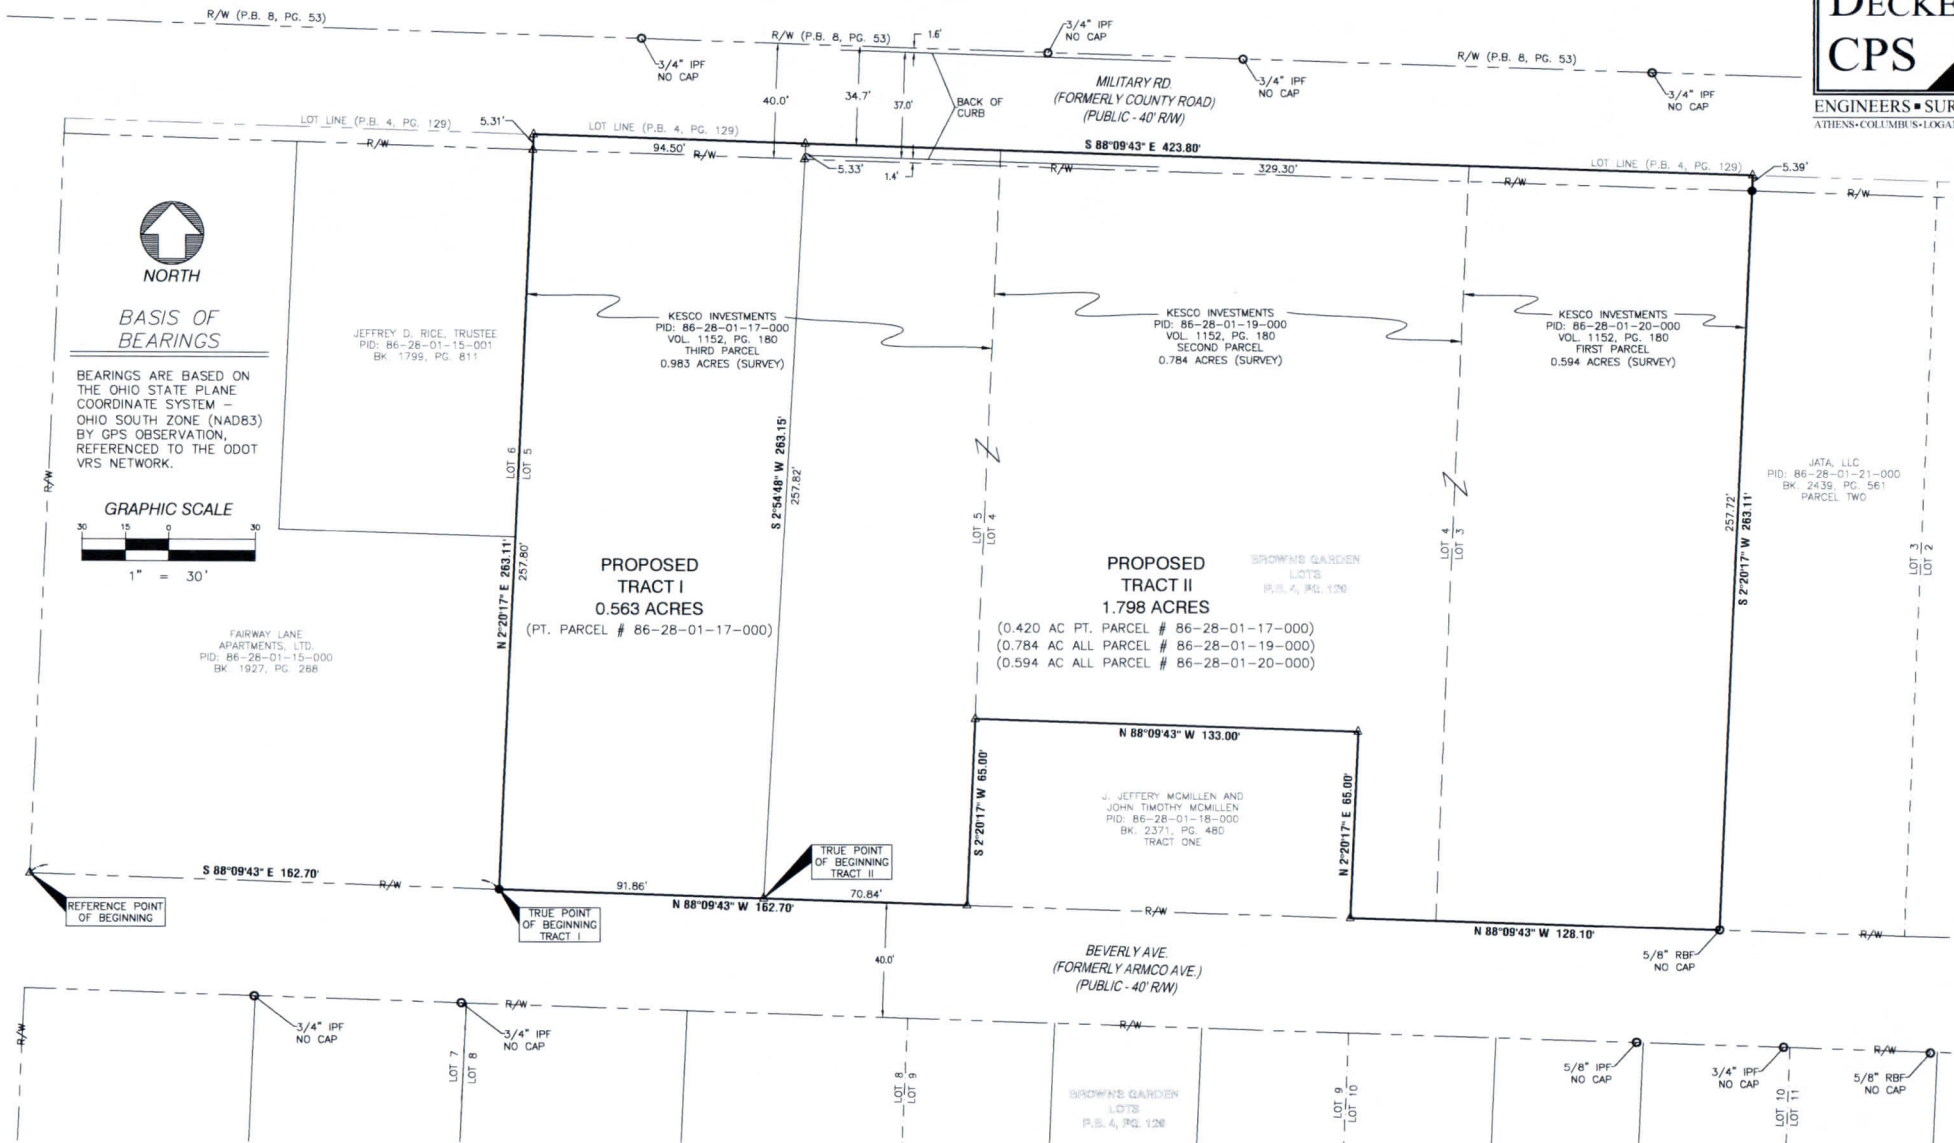 R/W (P.B. 8, PG. 53)
3/4" IPF
NO CAP
R/W (P.B. 8, PG. 53)
1.6'
3/4" IPF
NO CAP
3/4" IPF
NO CAP
R/W (P.B. 8, PG. 53)
3/4" IPF
NO CAP
CPS
ENGINEERS ▪ SUR
ATHENS•COLUMBUS•LOGA
40.0'
34.7'
37.0'
BACK OF
CURB
MILITARY RD.
(FORMERLY COUNTY ROAD)
(PUBLIC - 40' R/W)
LOT LINE (P.B. 4, PG. 129)
5.31'
LOT LINE (P.B. 4, PG. 129)
S 88°09'43" E 423.80'
R/W
94.50'
R/W
5.33'
1.4'
R/W
329.30'
LOT LINE (P.B. 4, PG. 129)
5.39'
R/W
R/W
NORTH
BASIS OF
BEARINGS
BEARINGS ARE BASED ON
THE OHIO STATE PLANE
COORDINATE SYSTEM –
OHIO SOUTH ZONE (NAD83)
BY GPS OBSERVATION,
REFERENCED TO THE ODOT
VRS NETWORK.
GRAPHIC SCALE
30 15 0 30
1" = 30'
R/W
JEFFREY D. RICE, TRUSTEE
PID: 86-28-01-15-001
BK. 1799, PG. 811
KESCO INVESTMENTS
PID: 86-28-01-17-000
VOL. 1152, PG. 180
THIRD PARCEL
0.983 ACRES (SURVEY)
KESCO INVESTMENTS
PID: 86-28-01-19-000
VOL. 1152, PG. 180
SECOND PARCEL
0.784 ACRES (SURVEY)
KESCO INVESTMENTS
PID: 86-28-01-20-000
VOL. 1152, PG. 180
FIRST PARCEL
0.594 ACRES (SURVEY)
JATA, LLC
PID: 86-28-01-21-000
BK. 2439, PG. 561
PARCEL TWO
LOT 6
LOT 5
S 2°54'48" W 263.15'
257.82'
LOT 5
LOT 4
LOT 4
LOT 3
257.72'
S 2°20'17" W 263.11'
LOT 3
LOT 2
N 2°20'17" E 263.11'
257.80'
PROPOSED
TRACT I
0.563 ACRES
(PT. PARCEL # 86-28-01-17-000)
PROPOSED
TRACT II
1.798 ACRES
(0.420 AC PT. PARCEL # 86-28-01-17-000)
(0.784 AC ALL PARCEL # 86-28-01-19-000)
(0.594 AC ALL PARCEL # 86-28-01-20-000)
BROWNS GARDEN
LOTS
P.B. 4, PG. 129
FAIRWAY LANE
APARTMENTS, LTD.
PID: 86-28-01-15-000
BK. 1927, PG. 268
N 88°09'43" W 133.00'
S 2°20'17" W 65.00'
N 2°20'17" E 65.00'
J. JEFFERY MCMILLEN AND
JOHN TIMOTHY MCMILLEN
PID: 86-28-01-18-000
BK. 2371, PG. 480
TRACT ONE
TRUE POINT
OF BEGINNING
TRACT II
S 88°09'43" E 162.70'
R/W
91.86'
70.84'
N 88°09'43" W 162.70'
R/W
N 88°09'43" W 128.10'
R/W
REFERENCE POINT
OF BEGINNING
TRUE POINT
OF BEGINNING
TRACT I
5/8" RBF
NO CAP
40.0'
BEVERLY AVE.
(FORMERLY ARMCO AVE.)
(PUBLIC - 40' R/W)
R/W
3/4" IPF
NO CAP
R/W
3/4" IPF
NO CAP
R/W
5/8" IPF
NO CAP
3/4" IPF
NO CAP
R/W
5/8" RBF
NO CAP
LOT 7
LOT 8
LOT 8
LOT 9
BROWNS GARDEN
LOTS
P.B. 4, PG. 129
LOT 9
LOT 10
LOT 10
LOT 11